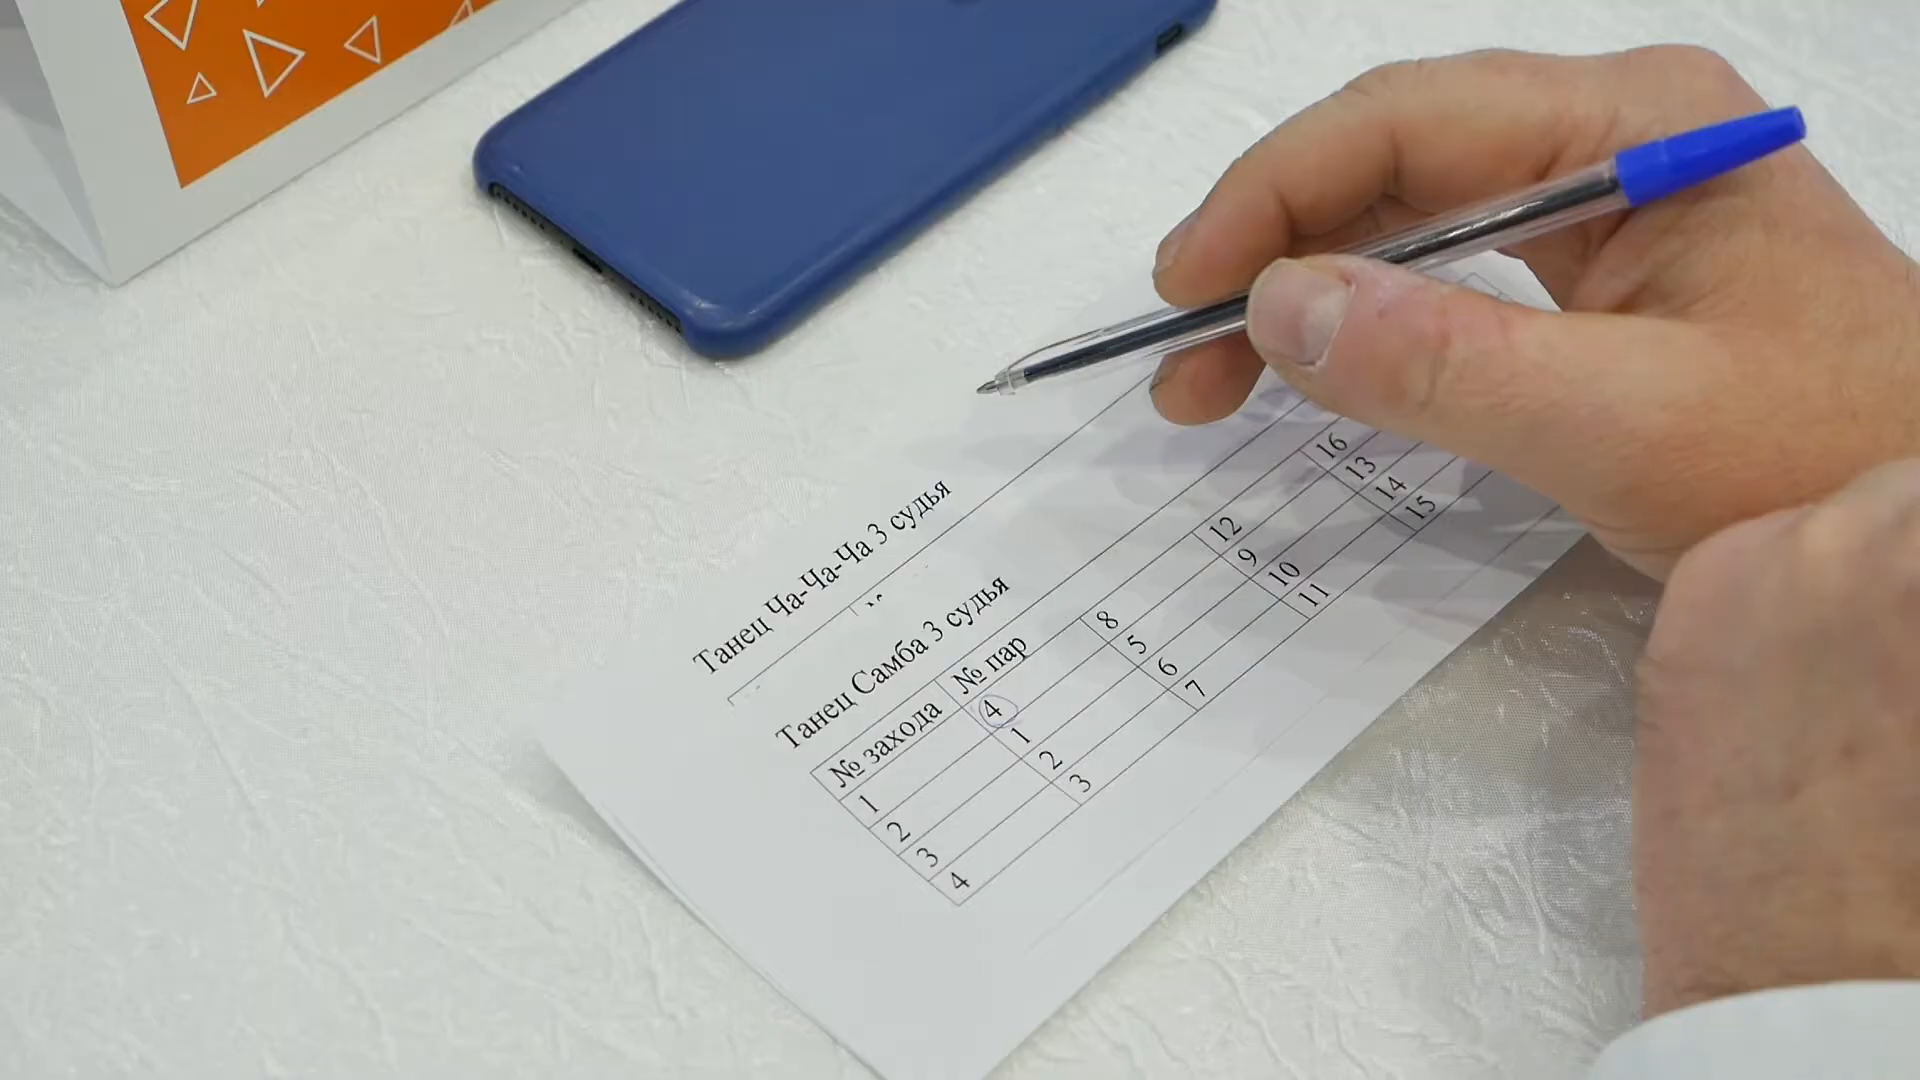 Танец Ча-Ча-Ча 3 судья
Танец Самба 3 судья
№ захода № пар
1 4 8 12 16
2 1 5 9 13
3 2 6 10 14
4 3 7 11 15